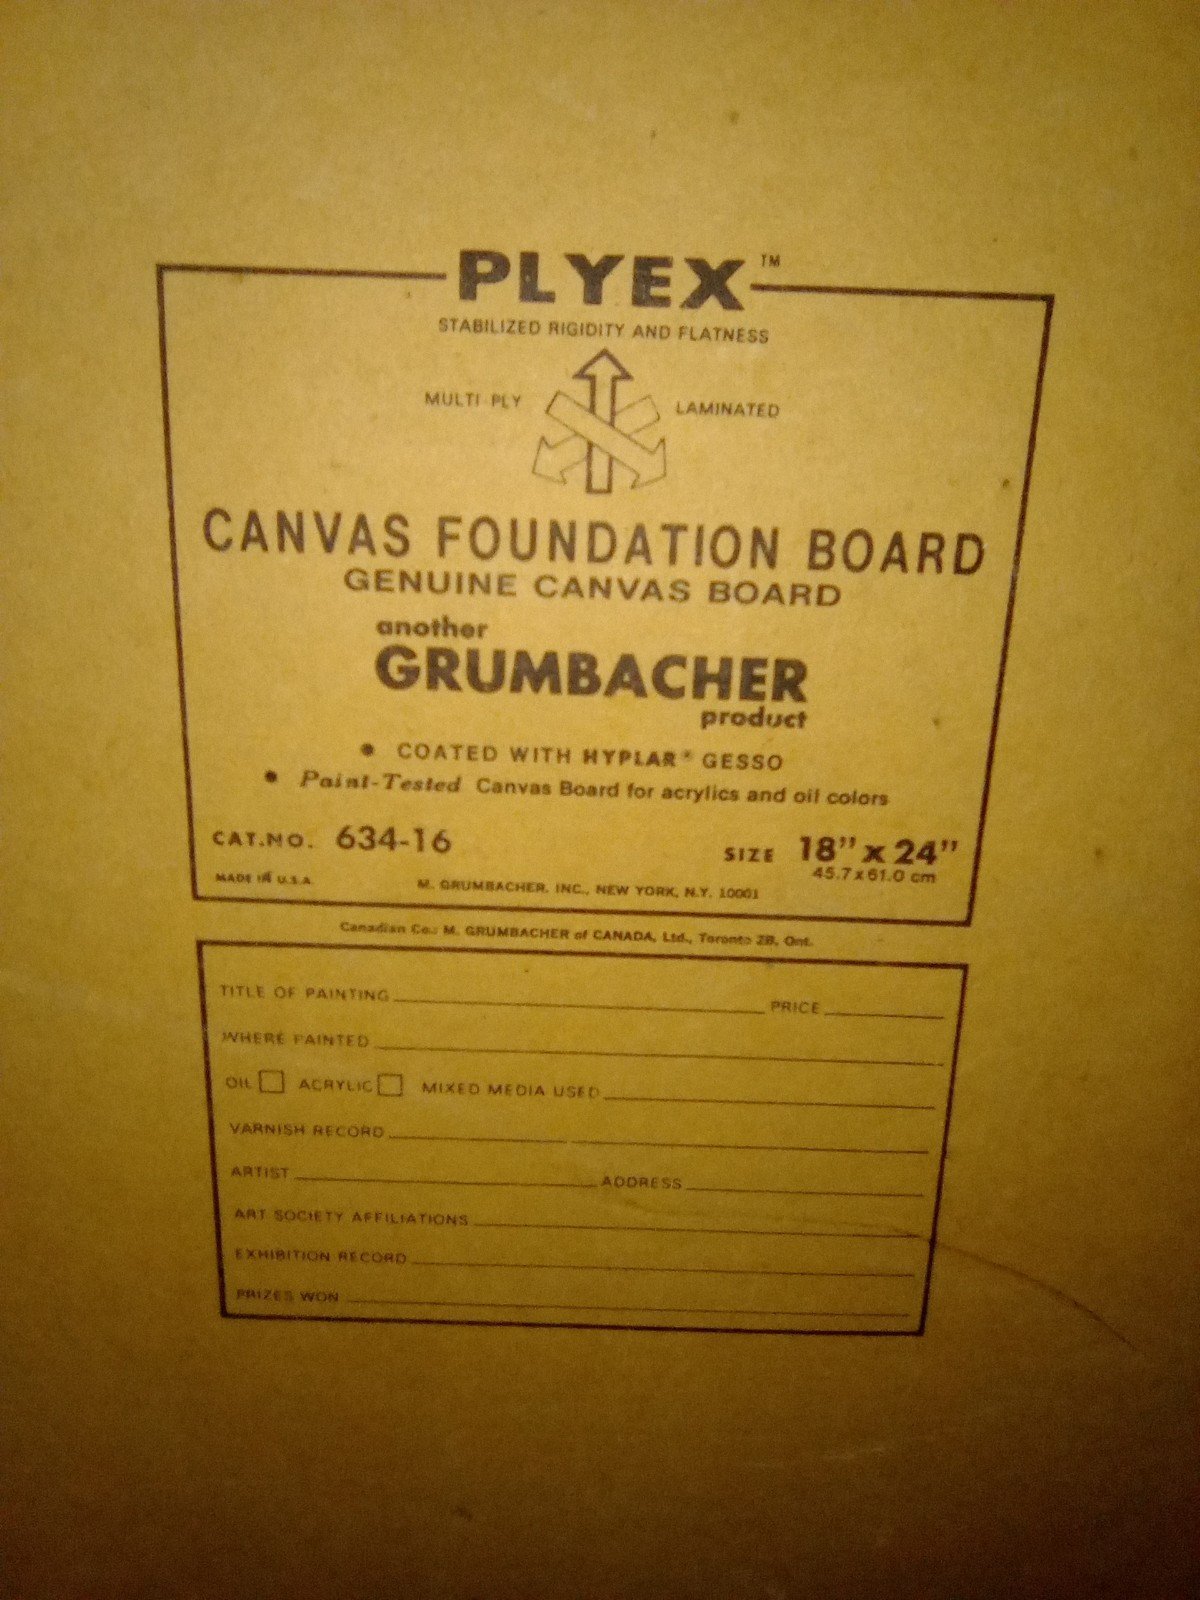 PLYEX™
STABILIZED RIGIDITY AND FLATNESS
MULTI-PLY LAMINATED
CANVAS FOUNDATION BOARD
GENUINE CANVAS BOARD
another
GRUMBACHER
product
• COATED WITH HYPLAR® GESSO
• Paint-Tested Canvas Board for acrylics and oil colors
CAT.NO. 634-16 SIZE 18” x 24”
45.7 x 61.0 cm
MADE IN U.S.A. M. GRUMBACHER, INC., NEW YORK, N.Y. 10001
Canadian Co.: M. GRUMBACHER of CANADA, Ltd., Toronto 2B, Ont.
TITLE OF PAINTING PRICE
WHERE PAINTED
OIL ACRYLIC MIXED MEDIA USED
VARNISH RECORD
ARTIST ADDRESS
ART SOCIETY AFFILIATIONS
EXHIBITION RECORD
PRIZES WON